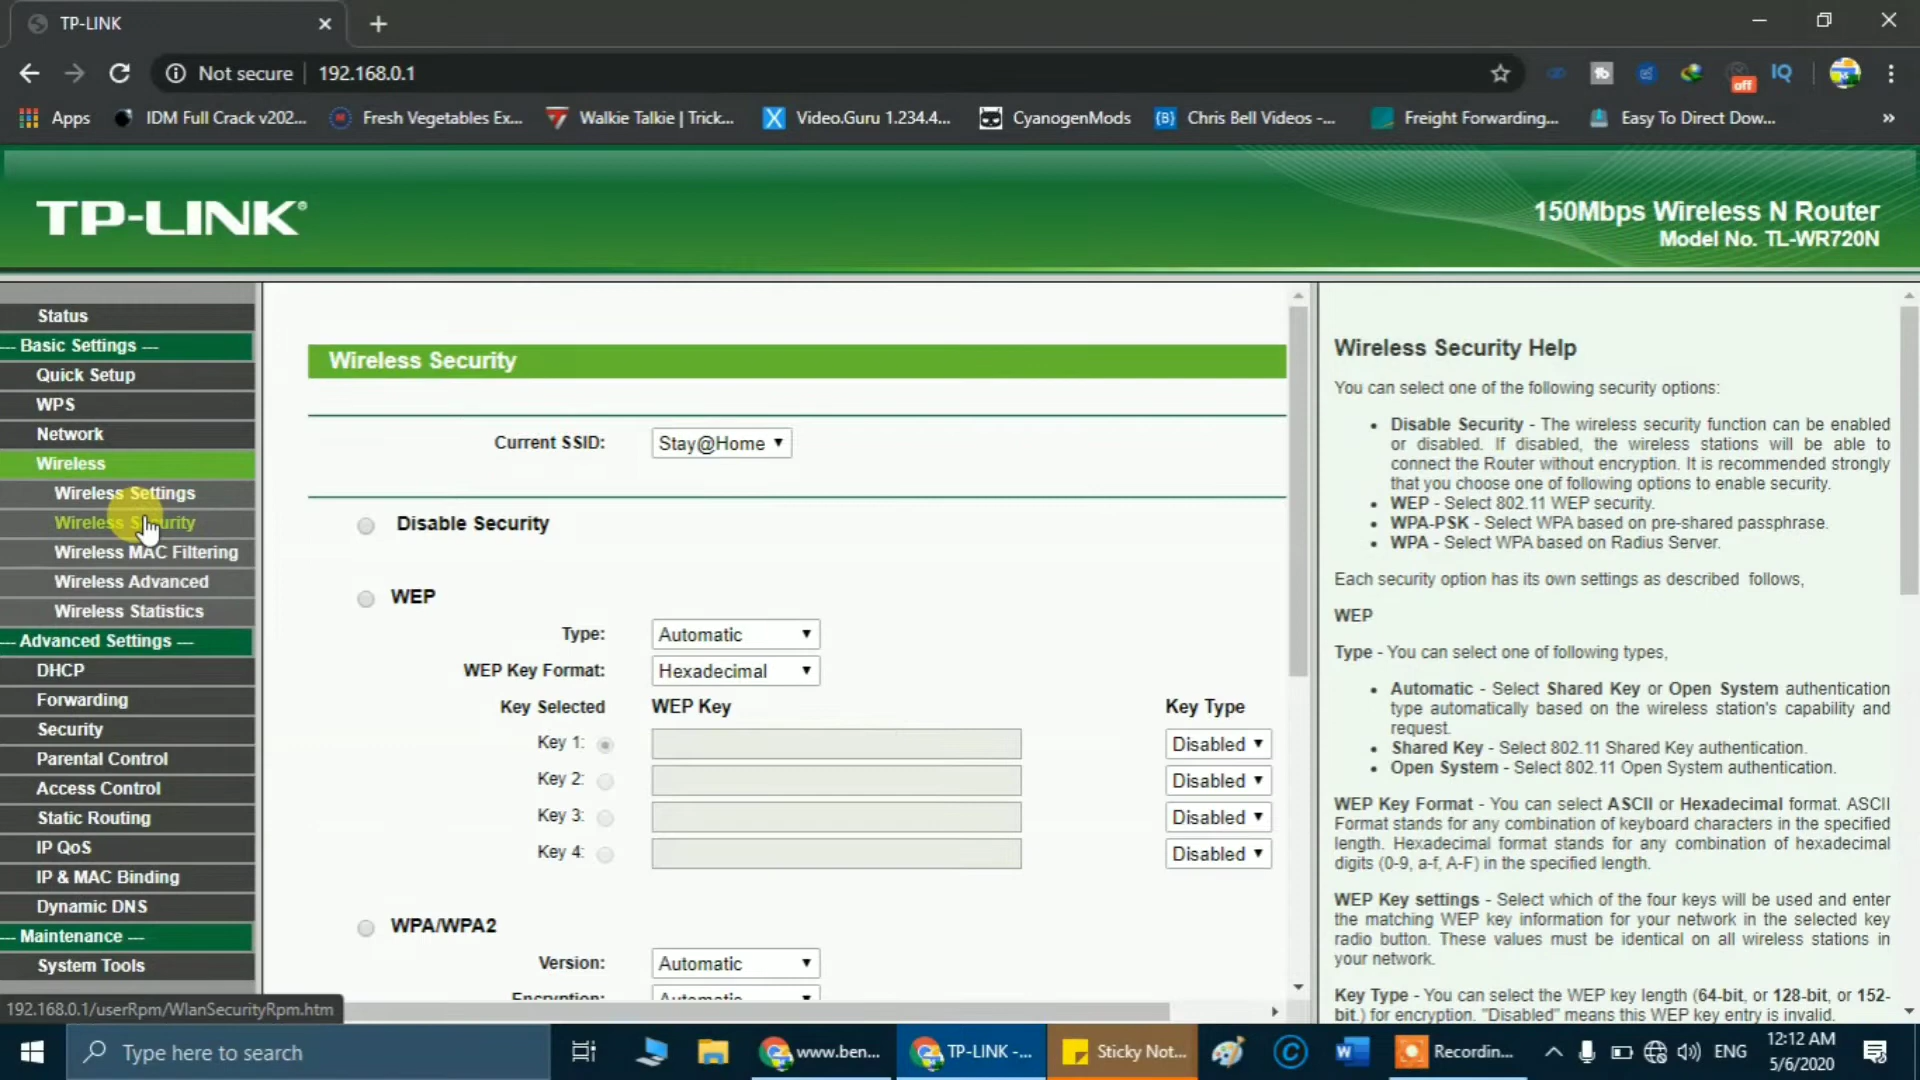 TP-LINK
Not secure
192.168.0.1
off
IQ
Apps
IDM Full Crack v202...
Fresh Vegetables Ex...
Walkie Talkie | Trick...
Video.Guru 1.234.4...
CyanogenMods
Chris Bell Videos -...
Freight Forwarding...
Easy To Direct Dow...
»
TP-LINK®
150Mbps Wireless N Router
Model No. TL-WR720N
Status
--- Basic Settings ---
Quick Setup
WPS
Network
Wireless
Wireless Settings
Wireless Security
Wireless MAC Filtering
Wireless Advanced
Wireless Statistics
--- Advanced Settings ---
DHCP
Forwarding
Security
Parental Control
Access Control
Static Routing
IP QoS
IP & MAC Binding
Dynamic DNS
--- Maintenance ---
System Tools
192.168.0.1/userRpm/WlanSecurityRpm.htm
Wireless Security
Current SSID: Stay@Home
Disable Security
WEP
Type: Automatic
WEP Key Format: Hexadecimal
Key Selected WEP Key Key Type
Key 1: Disabled
Key 2: Disabled
Key 3: Disabled
Key 4: Disabled
WPA/WPA2
Version: Automatic
Encryption: Automatic
Wireless Security Help
You can select one of the following security options:
• Disable Security - The wireless security function can be enabled
or disabled. If disabled, the wireless stations will be able to
connect the Router without encryption. It is recommended strongly
that you choose one of following options to enable security.
• WEP - Select 802.11 WEP security.
• WPA-PSK - Select WPA based on pre-shared passphrase.
• WPA - Select WPA based on Radius Server.
Each security option has its own settings as described follows,
WEP
Type - You can select one of following types,
• Automatic - Select Shared Key or Open System authentication
type automatically based on the wireless station's capability and
request.
• Shared Key - Select 802.11 Shared Key authentication.
• Open System - Select 802.11 Open System authentication.
WEP Key Format - You can select ASCII or Hexadecimal format. ASCII
Format stands for any combination of keyboard characters in the specified
length. Hexadecimal format stands for any combination of hexadecimal
digits (0-9, a-f, A-F) in the specified length.
WEP Key settings - Select which of the four keys will be used and enter
the matching WEP key information for your network in the selected key
radio button. These values must be identical on all wireless stations in
your network.
Key Type - You can select the WEP key length (64-bit, or 128-bit, or 152-
bit.) for encryption. "Disabled" means this WEP key entry is invalid.
Type here to search
www.ben...
TP-LINK -...
Sticky Not...
Recordin...
ENG
12:12 AM
5/6/2020